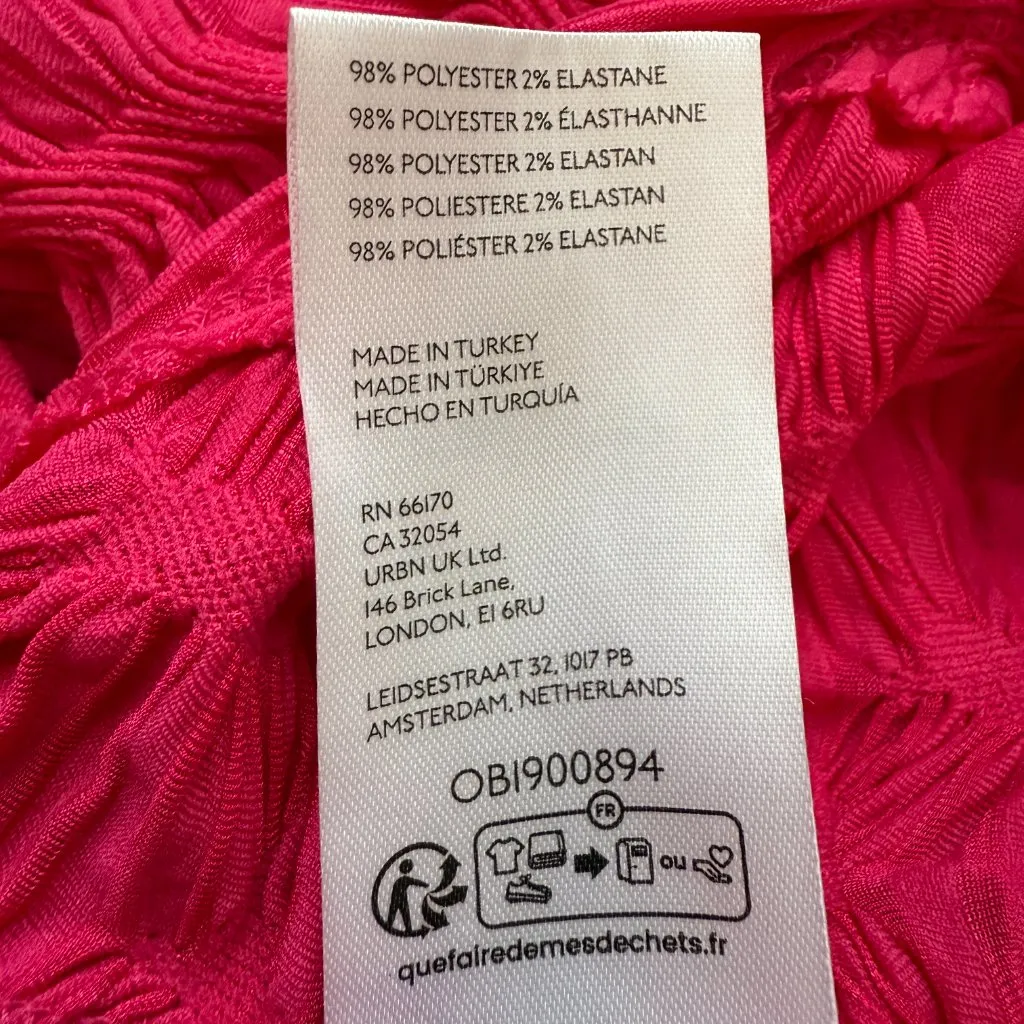 98% POLYESTER 2% ELASTANE
98% POLYESTER 2% ÉLASTHANNE
98% POLYESTER 2% ELASTAN
98% POLIESTERE 2% ELASTAN
98% POLIÉSTER 2% ELASTANE
MADE IN TURKEY
MADE IN TÜRKIYE
HECHO EN TURQUÍA
RN 66170
CA 32054
URBN UK Ltd.
146 Brick Lane,
LONDON, E1 6RU
LEIDSESTRAAT 32, 1017 PB
AMSTERDAM, NETHERLANDS
OB1900894
FR
ou
quefairedemesdechets.fr